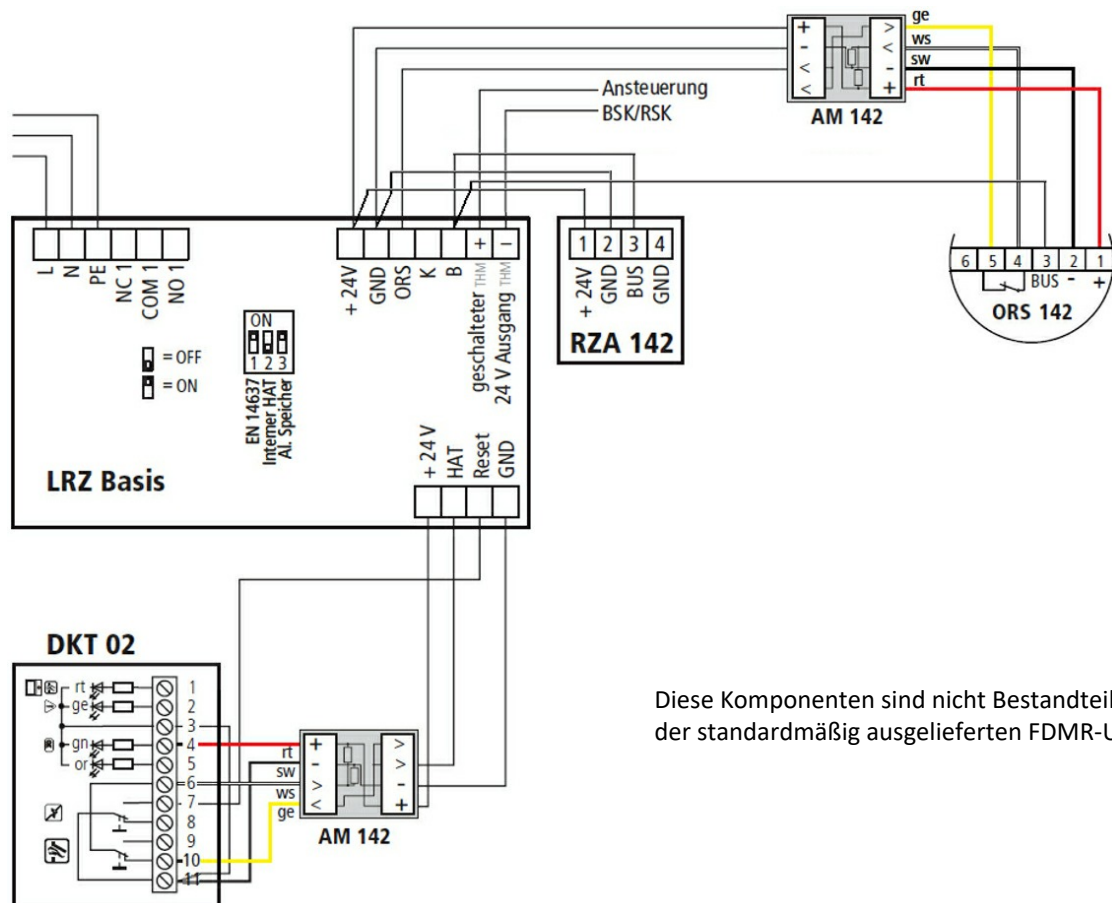 ge
ws
sw
rt
+
-
<
<
>
<
-
+
AM 142
Ansteuerung
BSK/RSK
L
N
PE
NC 1
COM 1
NO 1
+ 24V
GND
ORS
K
B
+
−
geschalteter THM
24 V Ausgang THM
1 2 3 4
+ 24V
GND
BUS
GND
RZA 142
6 5 4 3 2 1
BUS - +
ORS 142
ON
1 2 3
= OFF
= ON
EN 14637
Interner HAT
Al. Speicher
LRZ Basis
+ 24 V
HAT
Reset
GND
DKT 02
rt 1
ge 2
3
gn 4
or 5
6
7
8
9
10
11
rt
sw
ws
ge
+
-
>
<
>
>
-
+
AM 142
Diese Komponenten sind nicht Bestandteil
der standardmäßig ausgelieferten FDMR-U